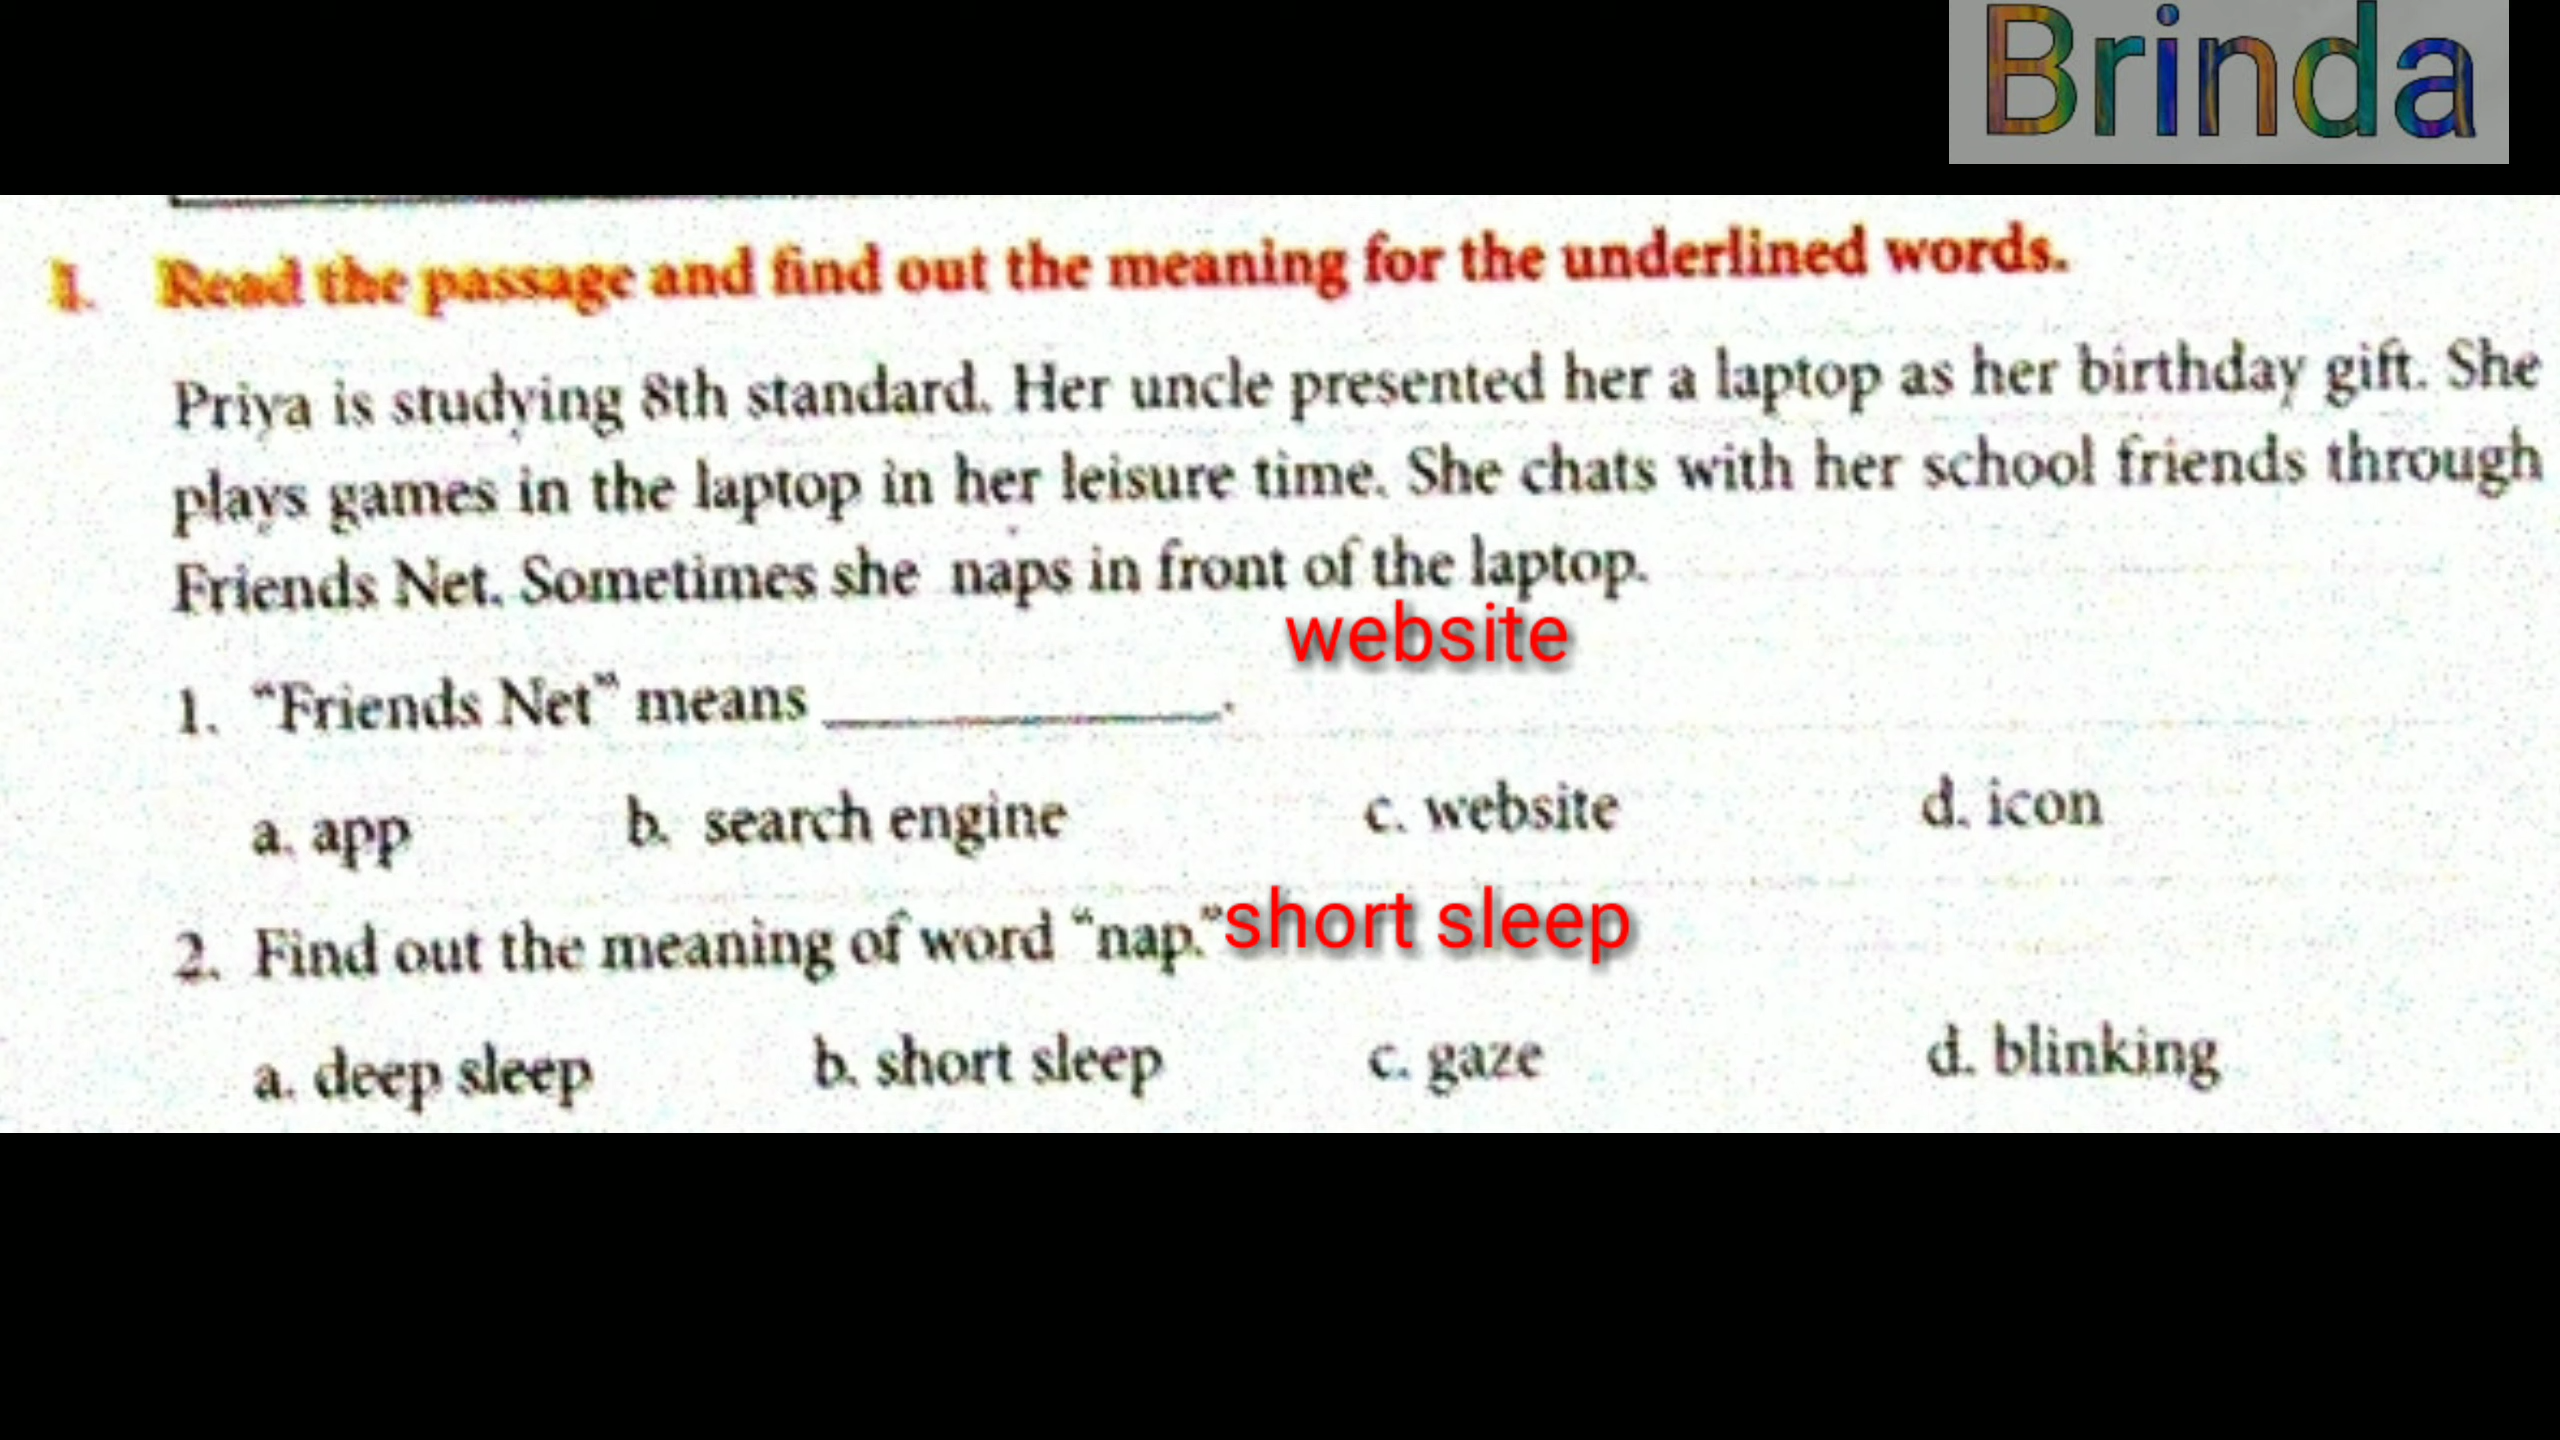 Brinda
I. Read the passage and find out the meaning for the underlined words.
Priya is studying 8th standard. Her uncle presented her a laptop as her birthday gift. She
plays games in the laptop in her leisure time. She chats with her school friends through
Friends Net. Sometimes she naps in front of the laptop.
website
1. "Friends Net" means ____________.
a. app b. search engine c. website d. icon
2. Find out the meaning of word "nap." short sleep
a. deep sleep b. short sleep c. gaze d. blinking